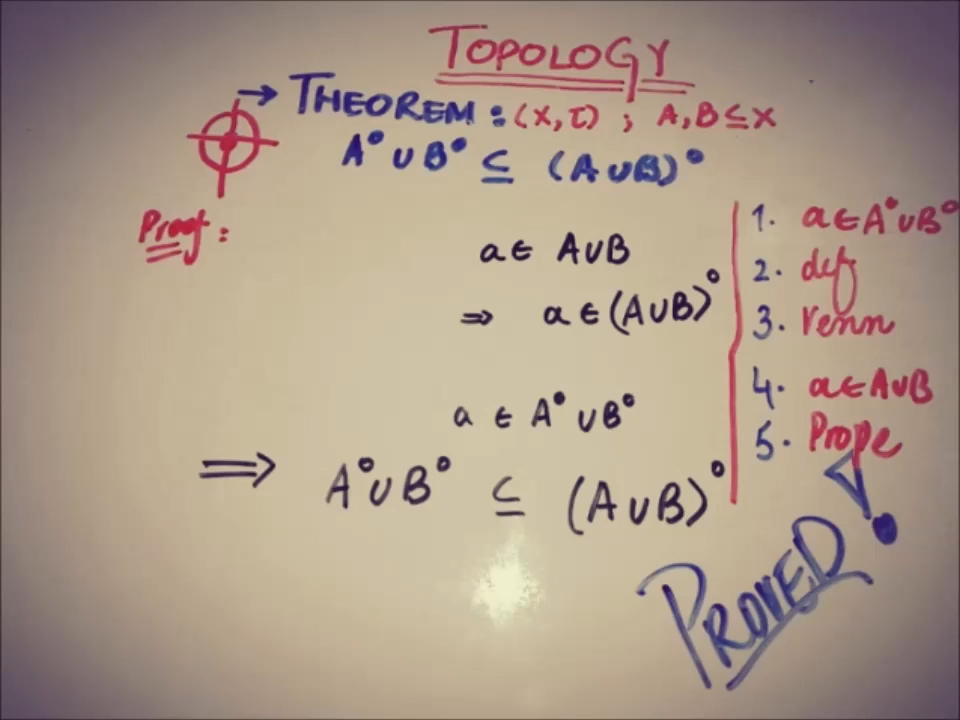 TOPOLOGY
→ THEOREM : (X, τ) ; A, B ⊆ X
A° ∪ B° ⊆ (A ∪ B)°
Proof :
a ∈ A ∪ B
⇒ a ∈ (A ∪ B)°
a ∈ A° ∪ B°
⇒ A° ∪ B° ⊆ (A ∪ B)°
1. a ∈ A° ∪ B°
2. def
3. Venn
4. a ∈ A ∪ B
5. Prope
PROVED!